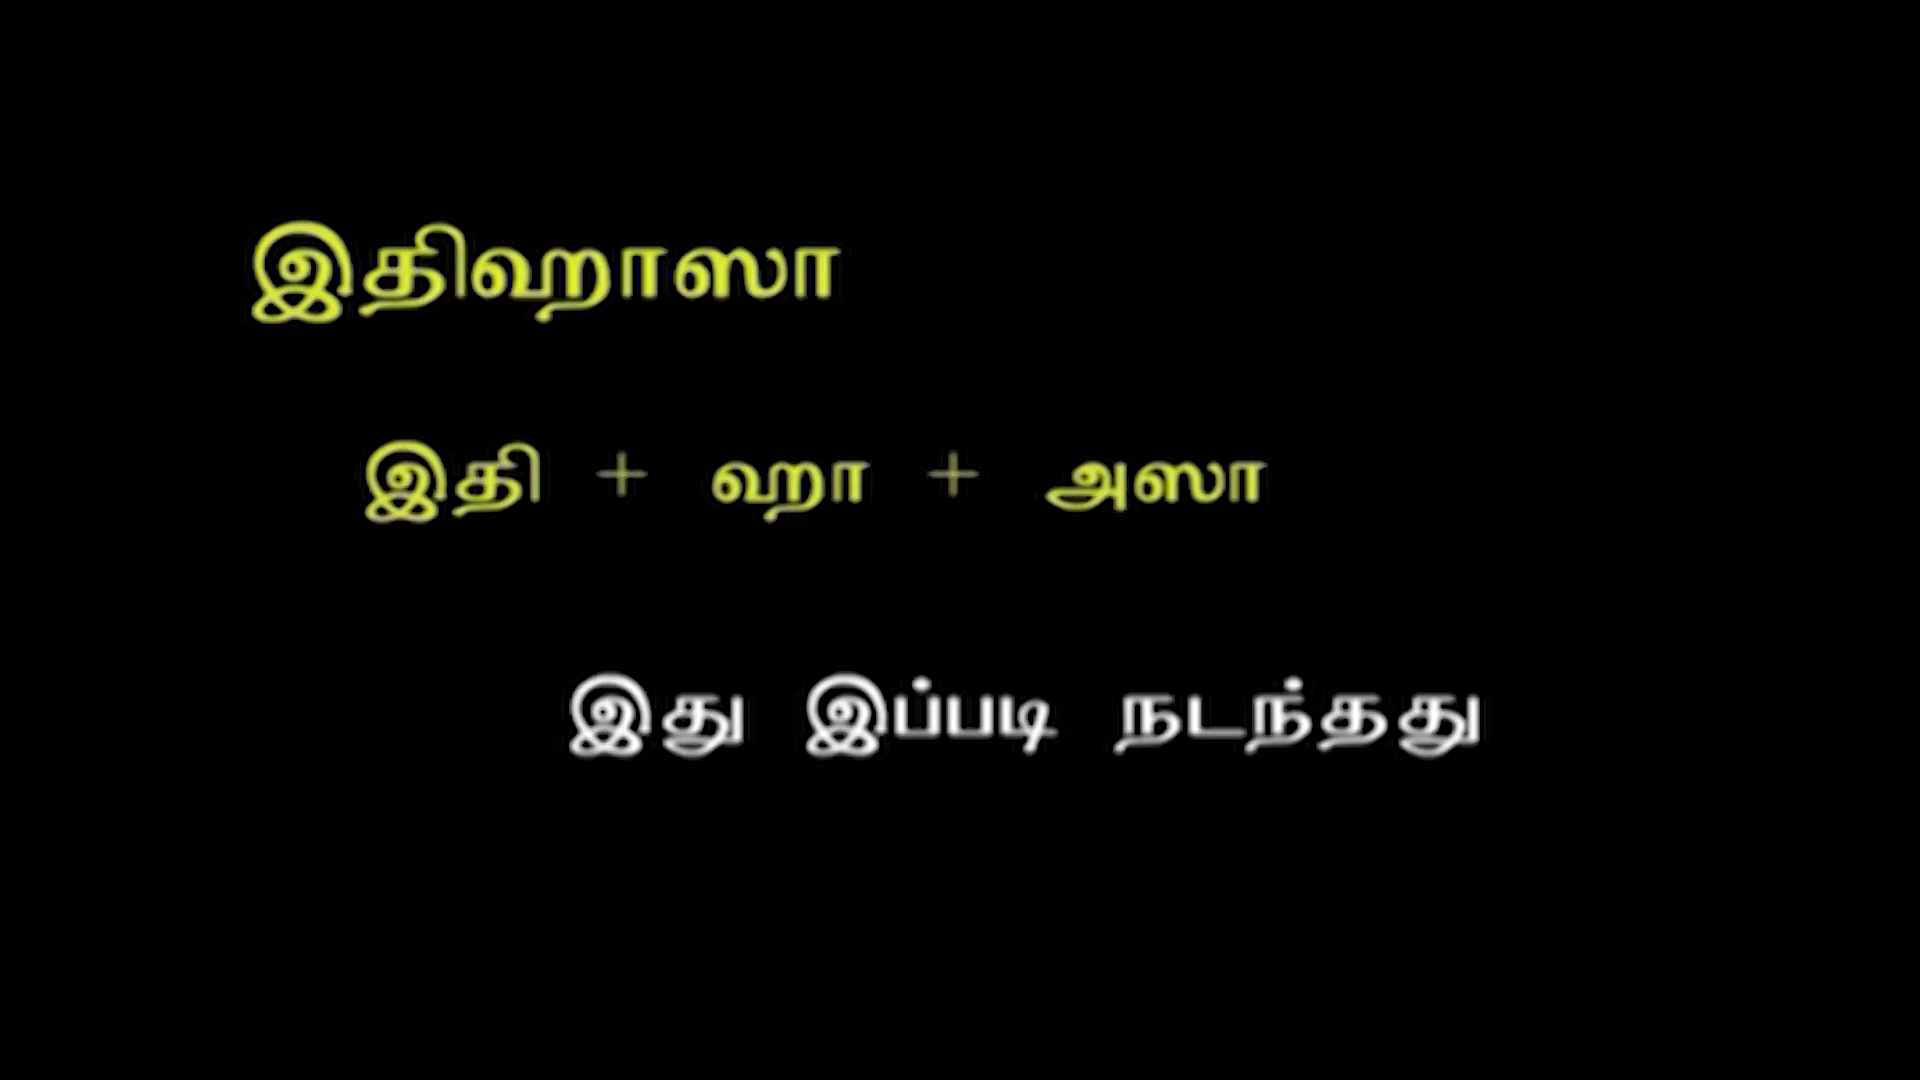 இதிஹாஸா
இதி + ஹா + அஸா
இது இப்படி நடந்தது